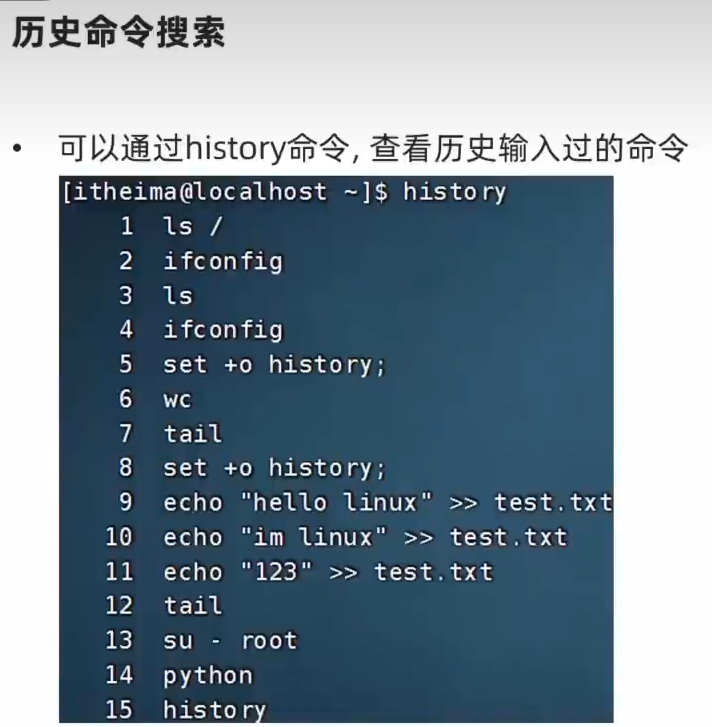 历史命令搜索
• 可以通过history命令, 查看历史输入过的命令
[itheima@localhost ~]$ history
1 ls /
2 ifconfig
3 ls
4 ifconfig
5 set +o history;
6 wc
7 tail
8 set +o history;
9 echo "hello linux" >> test.txt
10 echo "im linux" >> test.txt
11 echo "123" >> test.txt
12 tail
13 su - root
14 python
15 history